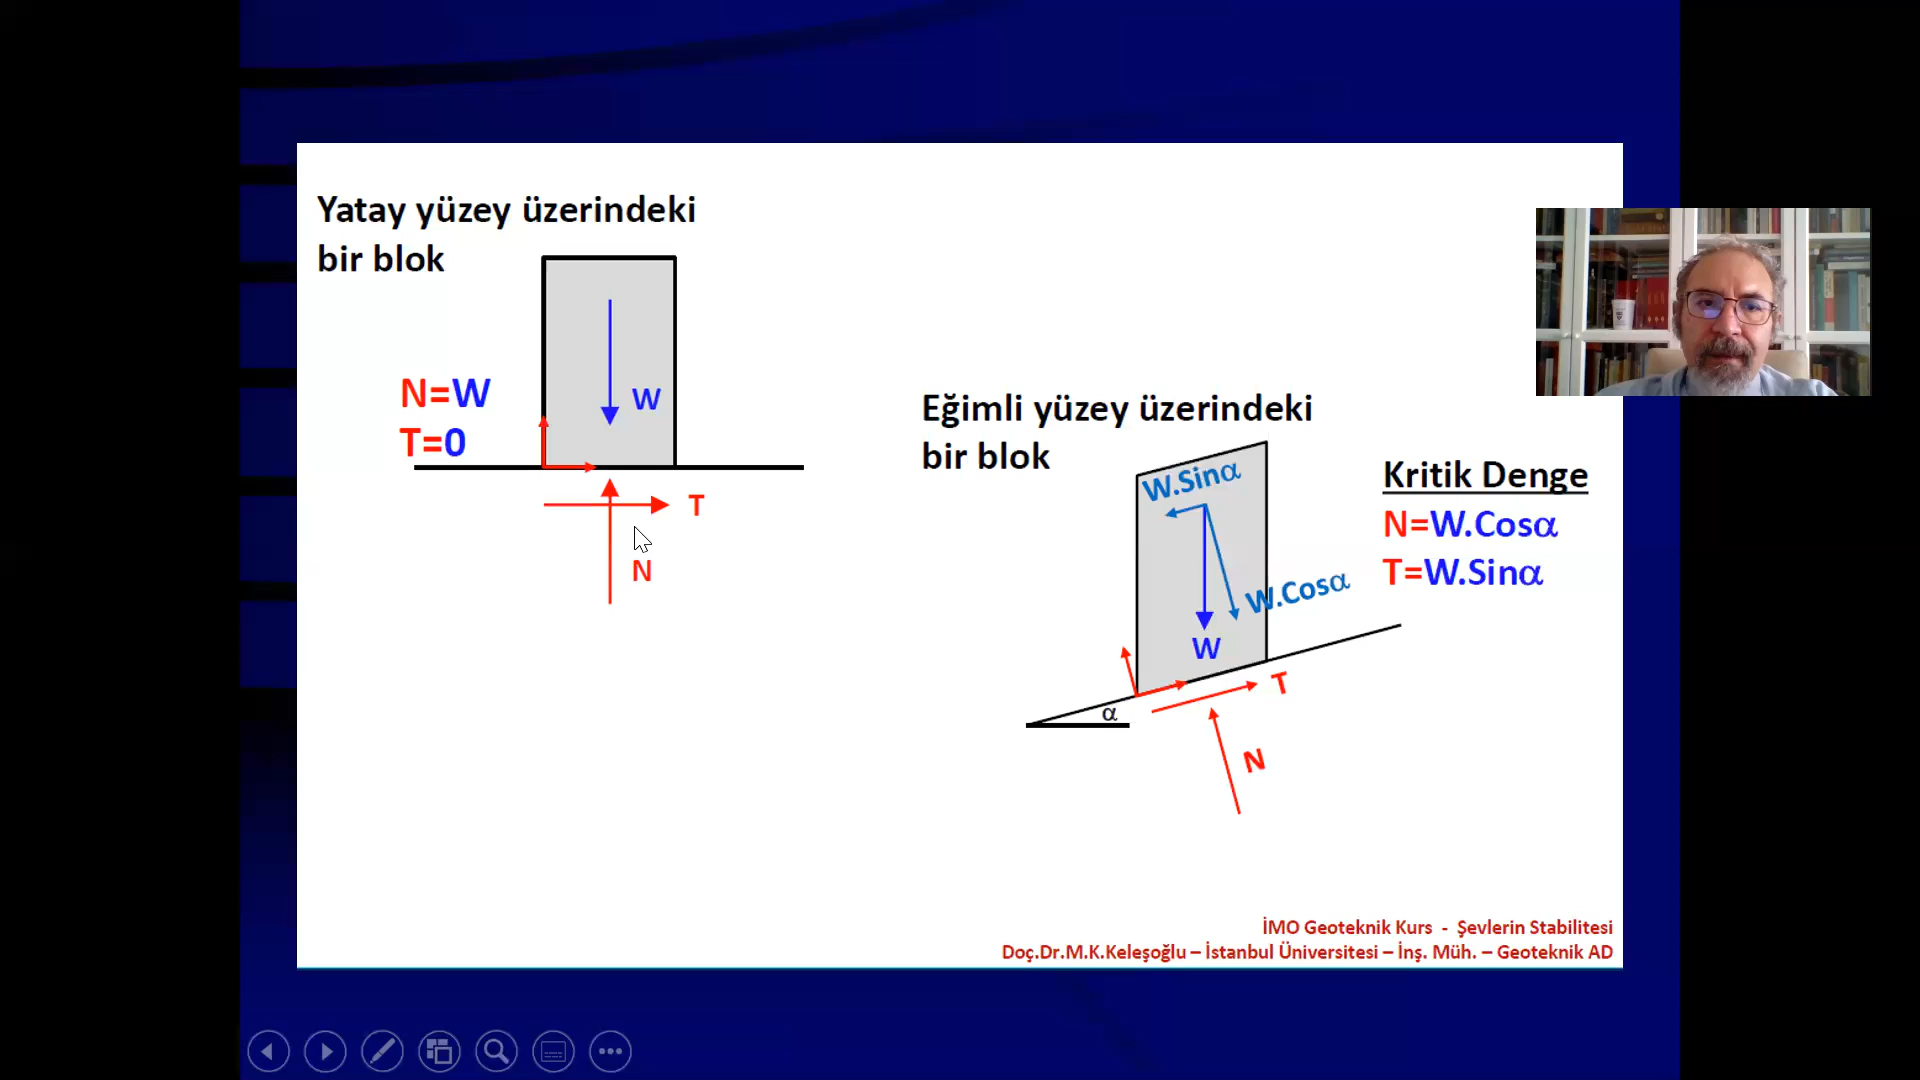 Yatay yüzey üzerindeki
bir blok
N=W
T=0
W
T
N
Eğimli yüzey üzerindeki
bir blok
W.Sinα
W.Cosα
W
T
α
N
Kritik Denge
N=W.Cosα
T=W.Sinα
İMO Geoteknik Kurs - Şevlerin Stabilitesi
Doç.Dr.M.K.Keleşoğlu – İstanbul Üniversitesi – İnş. Müh. – Geoteknik AD